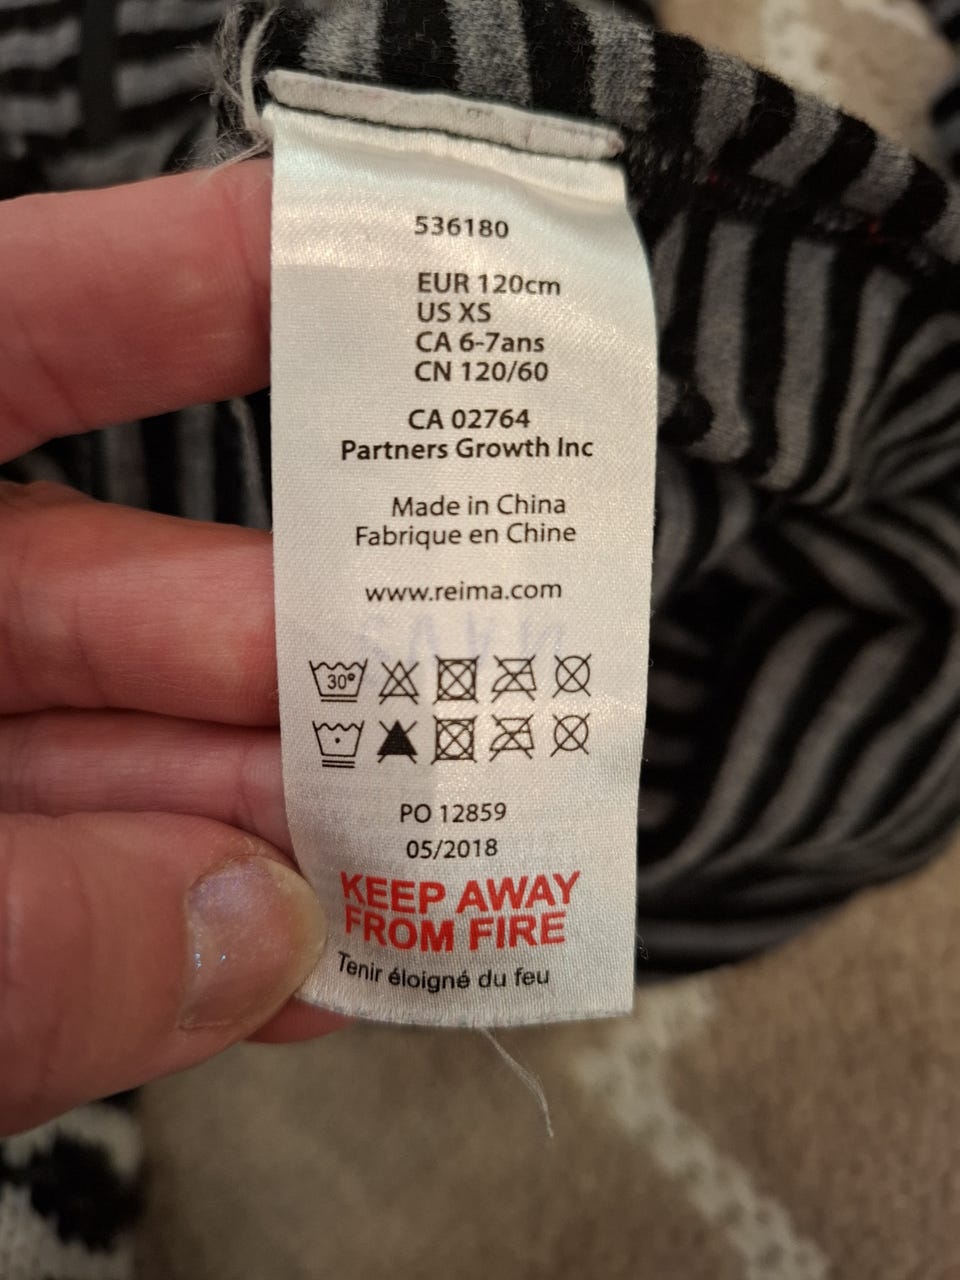 536180
EUR 120cm
US XS
CA 6-7ans
CN 120/60
CA 02764
Partners Growth Inc
Made in China
Fabrique en Chine
www.reima.com
30°
PO 12859
05/2018
KEEP AWAY
FROM FIRE
Tenir éloigné du feu